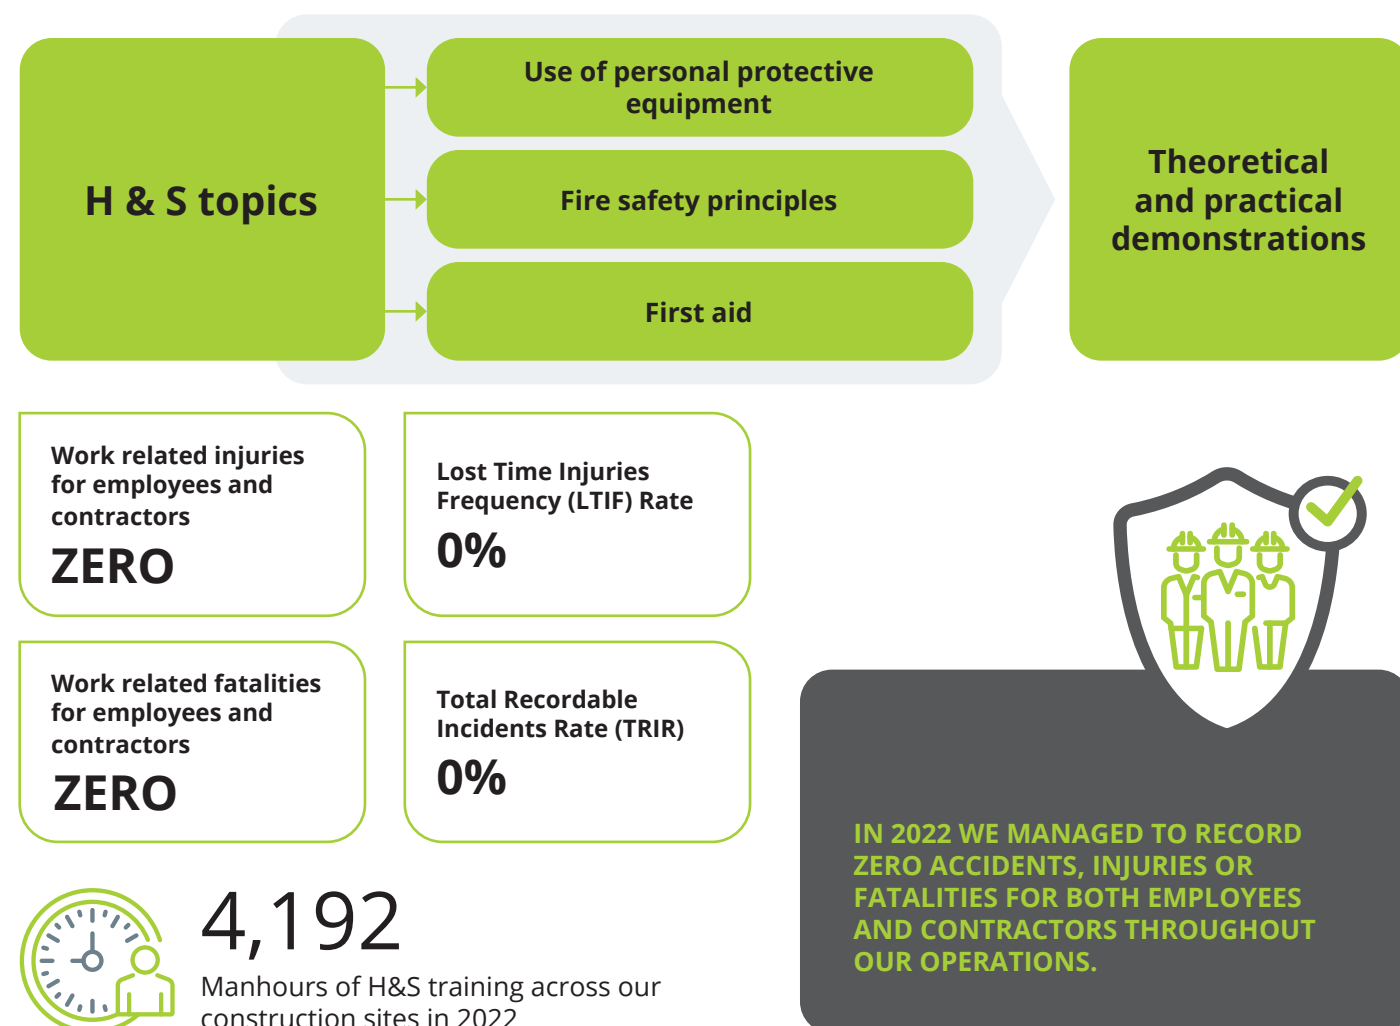 H & S topics
Use of personal protective
equipment
Fire safety principles
First aid
Theoretical
and practical
demonstrations
Work related injuries
for employees and
contractors
ZERO
Lost Time Injuries
Frequency (LTIF) Rate
0%
Work related fatalities
for employees and
contractors
ZERO
Total Recordable
Incidents Rate (TRIR)
0%
4,192
Manhours of H&S training across our
construction sites in 2022
IN 2022 WE MANAGED TO RECORD
ZERO ACCIDENTS, INJURIES OR
FATALITIES FOR BOTH EMPLOYEES
AND CONTRACTORS THROUGHOUT
OUR OPERATIONS.